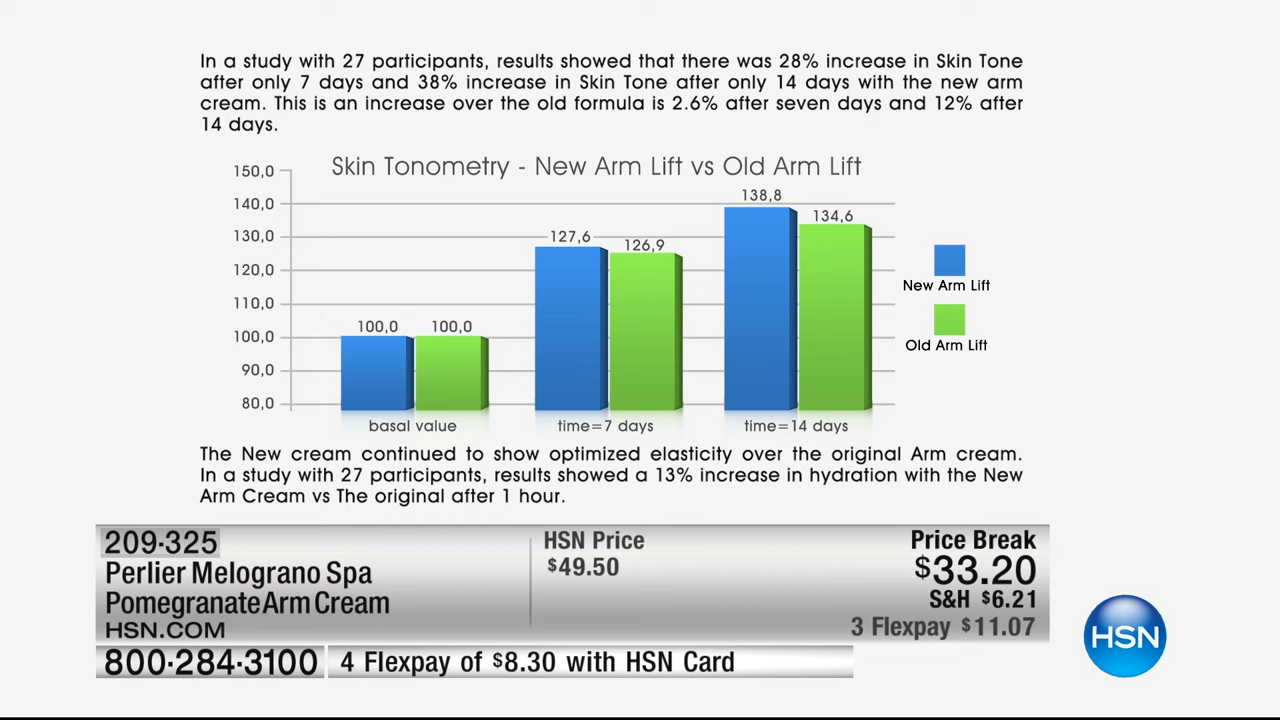 In a study with 27 participants, results showed that there was 28% increase in Skin Tone
after only 7 days and 38% increase in Skin Tone after only 14 days with the new arm
cream. This is an increase over the old formula is 2.6% after seven days and 12% after
14 days.
Skin Tonometry - New Arm Lift vs Old Arm Lift
150,0
140,0
130,0
120,0
110,0
100,0
90,0
80,0
100,0 100,0
127,6 126,9
138,8 134,6
basal value time=7 days time=14 days
New Arm Lift
Old Arm Lift
The New cream continued to show optimized elasticity over the original Arm cream.
In a study with 27 participants, results showed a 13% increase in hydration with the New
Arm Cream vs The original after 1 hour.
209·325
Perlier Melograno Spa
Pomegranate Arm Cream
HSN.COM
HSN Price
$49.50
Price Break
$33.20
S&H $6.21
3 Flexpay $11.07
800·284·3100
4 Flexpay of $8.30 with HSN Card
HSN